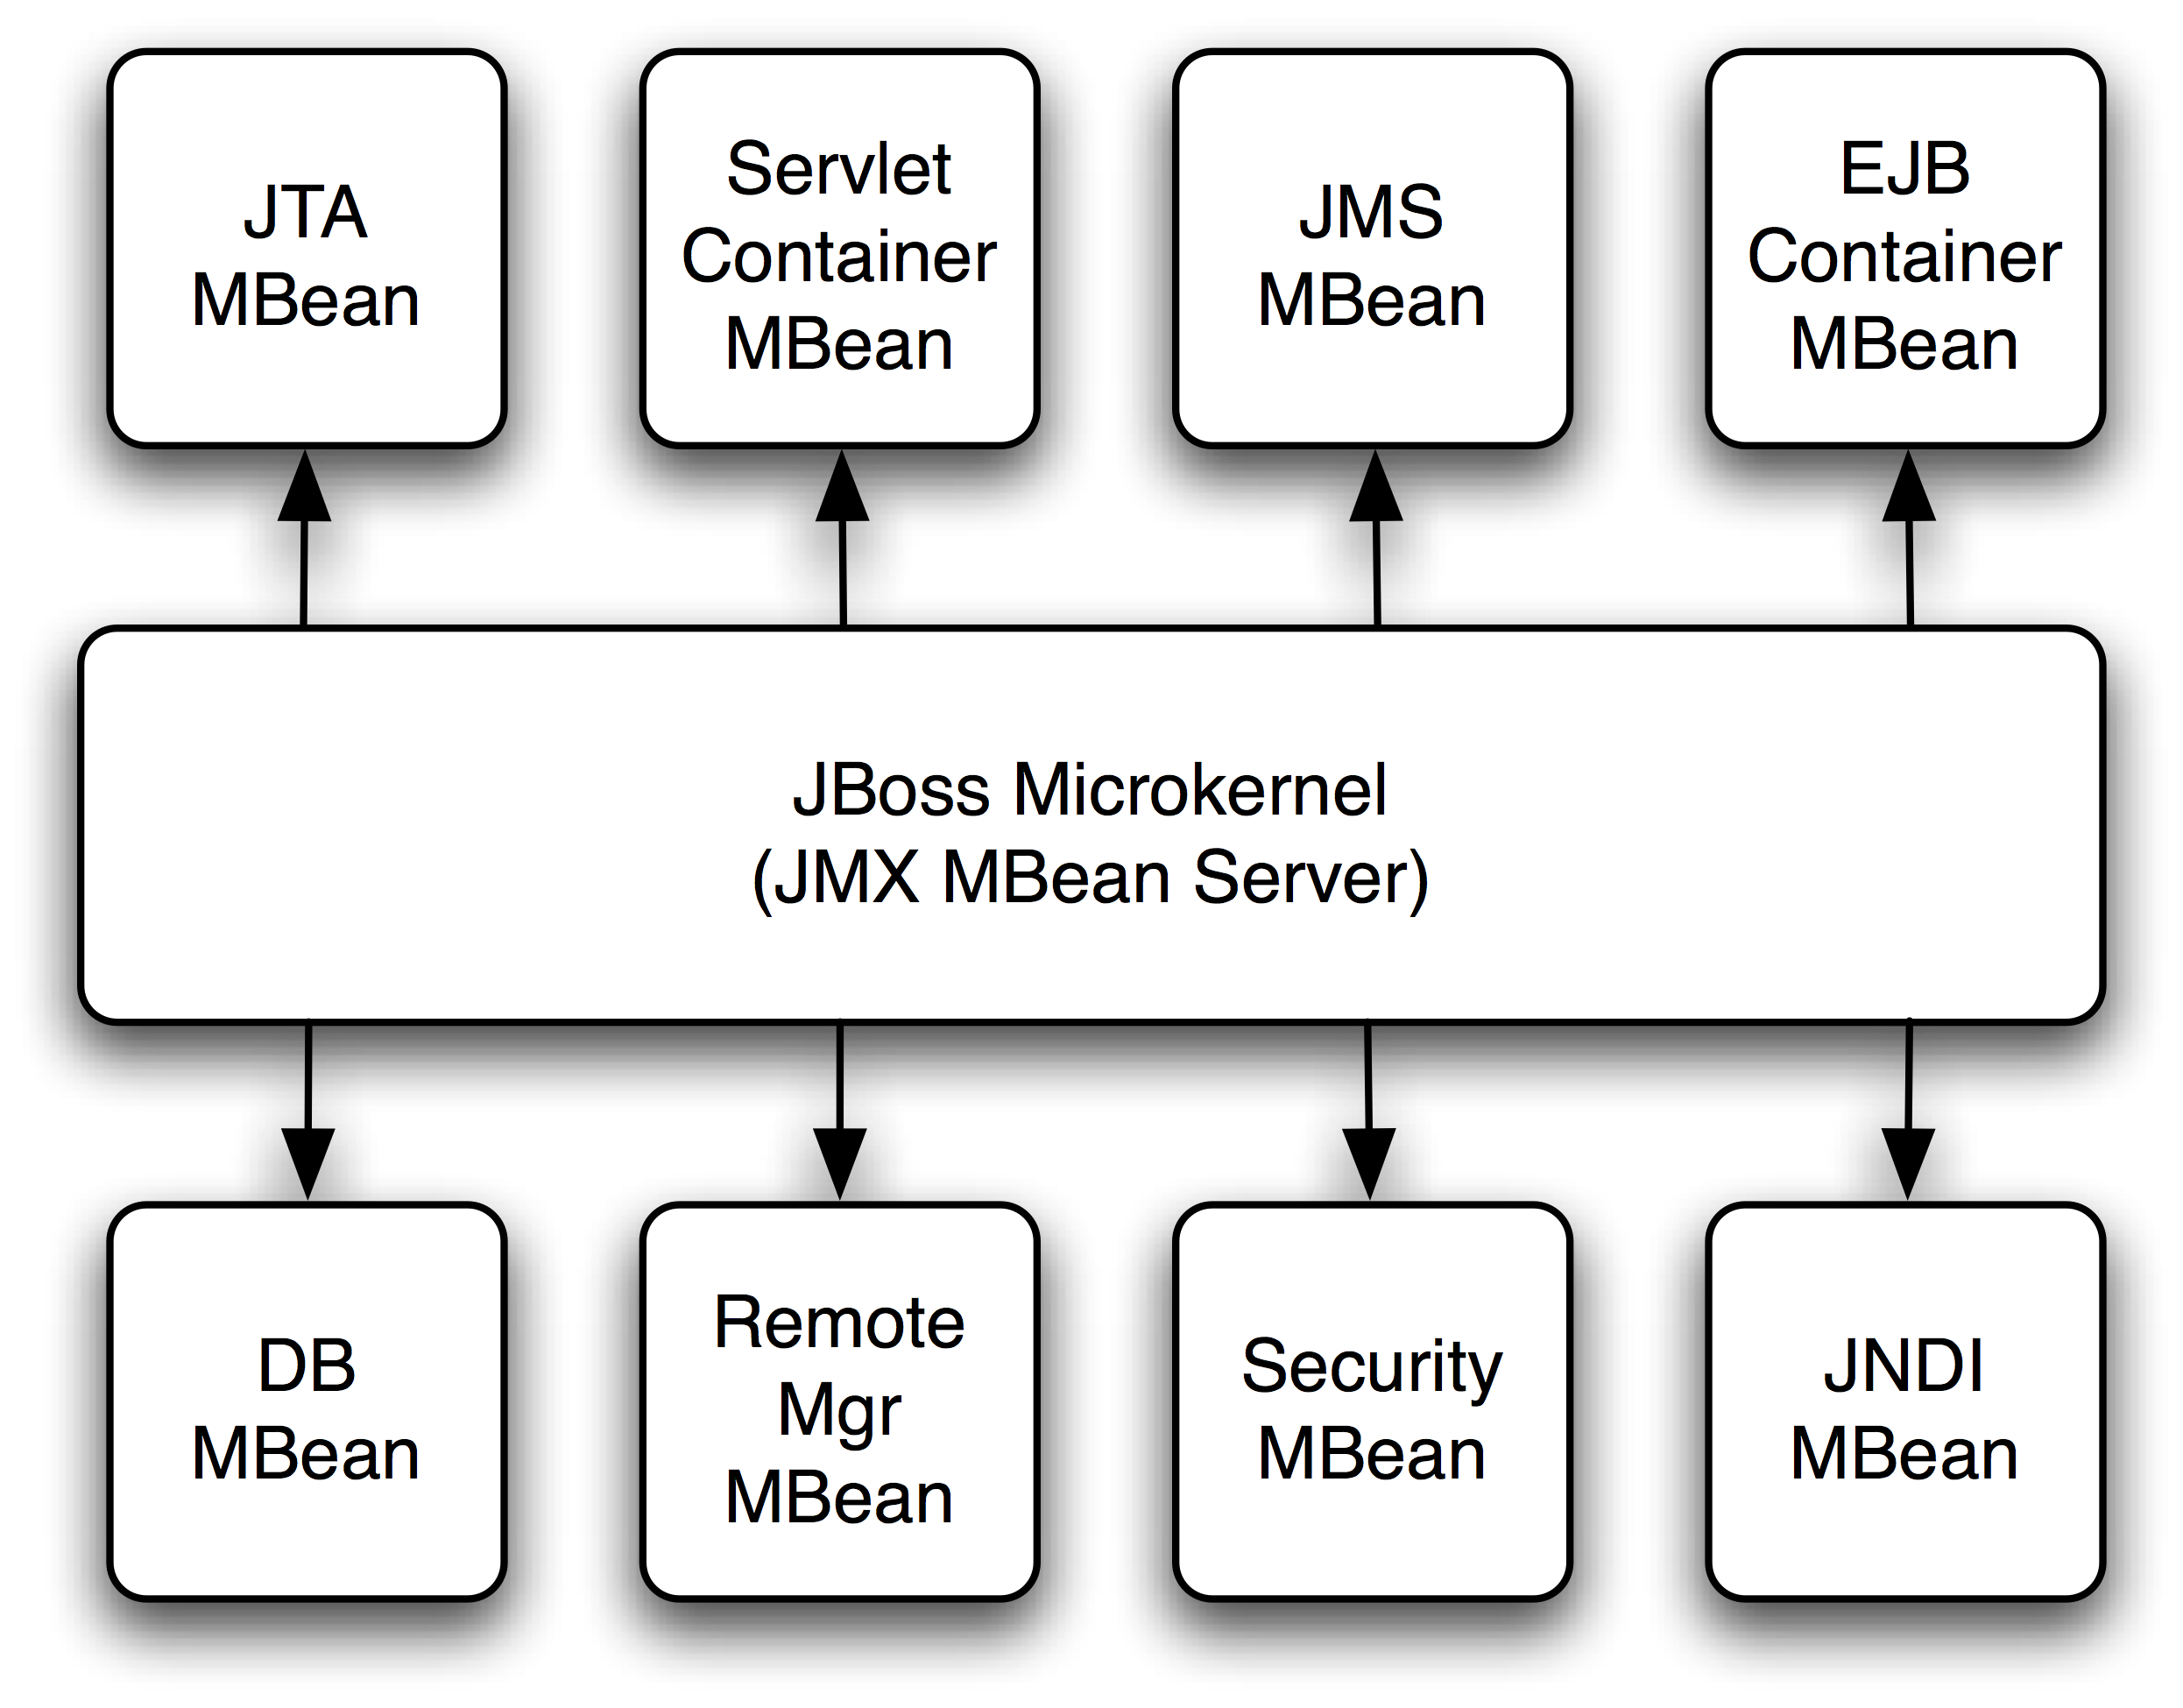 JTA
MBean
Servlet
Container
MBean
JMS
MBean
EJB
Container
MBean
JBoss Microkernel
(JMX MBean Server)
DB
MBean
Remote
Mgr
MBean
Security
MBean
JNDI
MBean